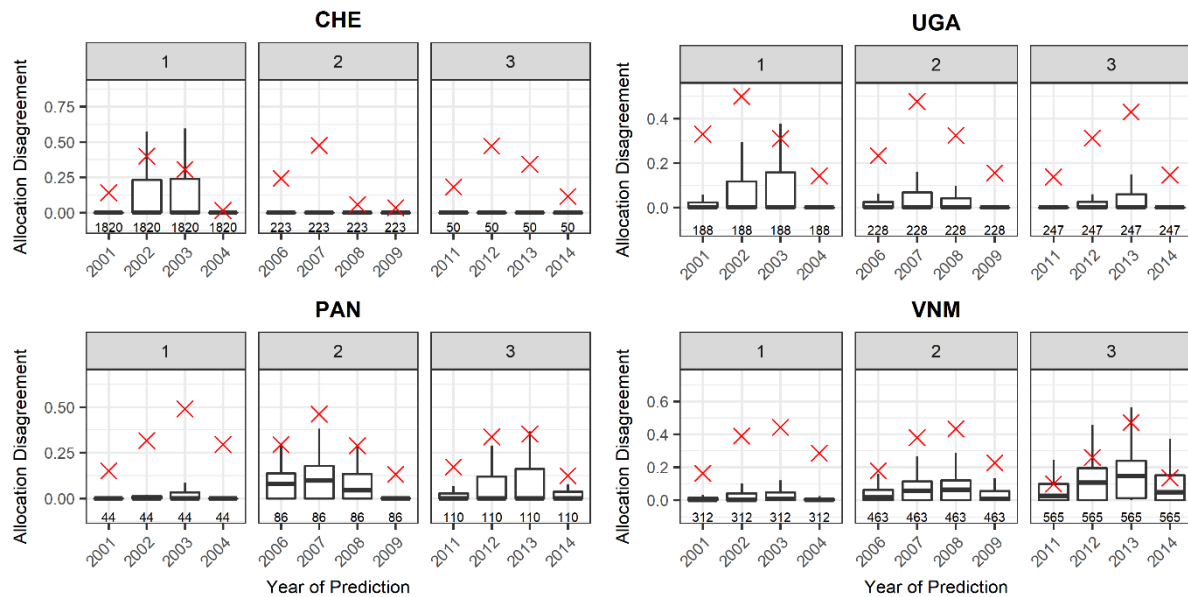 CHE
1 2 3
Allocation Disagreement
0.75
0.50
0.25
0.00
1820 1820 1820 1820 223 223 223 223 50 50 50 50
2001 2002 2003 2004 2006 2007 2008 2009 2011 2012 2013 2014
UGA
1 2 3
Allocation Disagreement
0.4
0.2
0.0
188 188 188 188 228 228 228 228 247 247 247 247
2001 2002 2003 2004 2006 2007 2008 2009 2011 2012 2013 2014
PAN
1 2 3
Allocation Disagreement
0.50
0.25
0.00
44 44 44 44 86 86 86 86 110 110 110 110
2001 2002 2003 2004 2006 2007 2008 2009 2011 2012 2013 2014
Year of Prediction
VNM
1 2 3
Allocation Disagreement
0.6
0.4
0.2
0.0
312 312 312 312 463 463 463 463 565 565 565 565
2001 2002 2003 2004 2006 2007 2008 2009 2011 2012 2013 2014
Year of Prediction